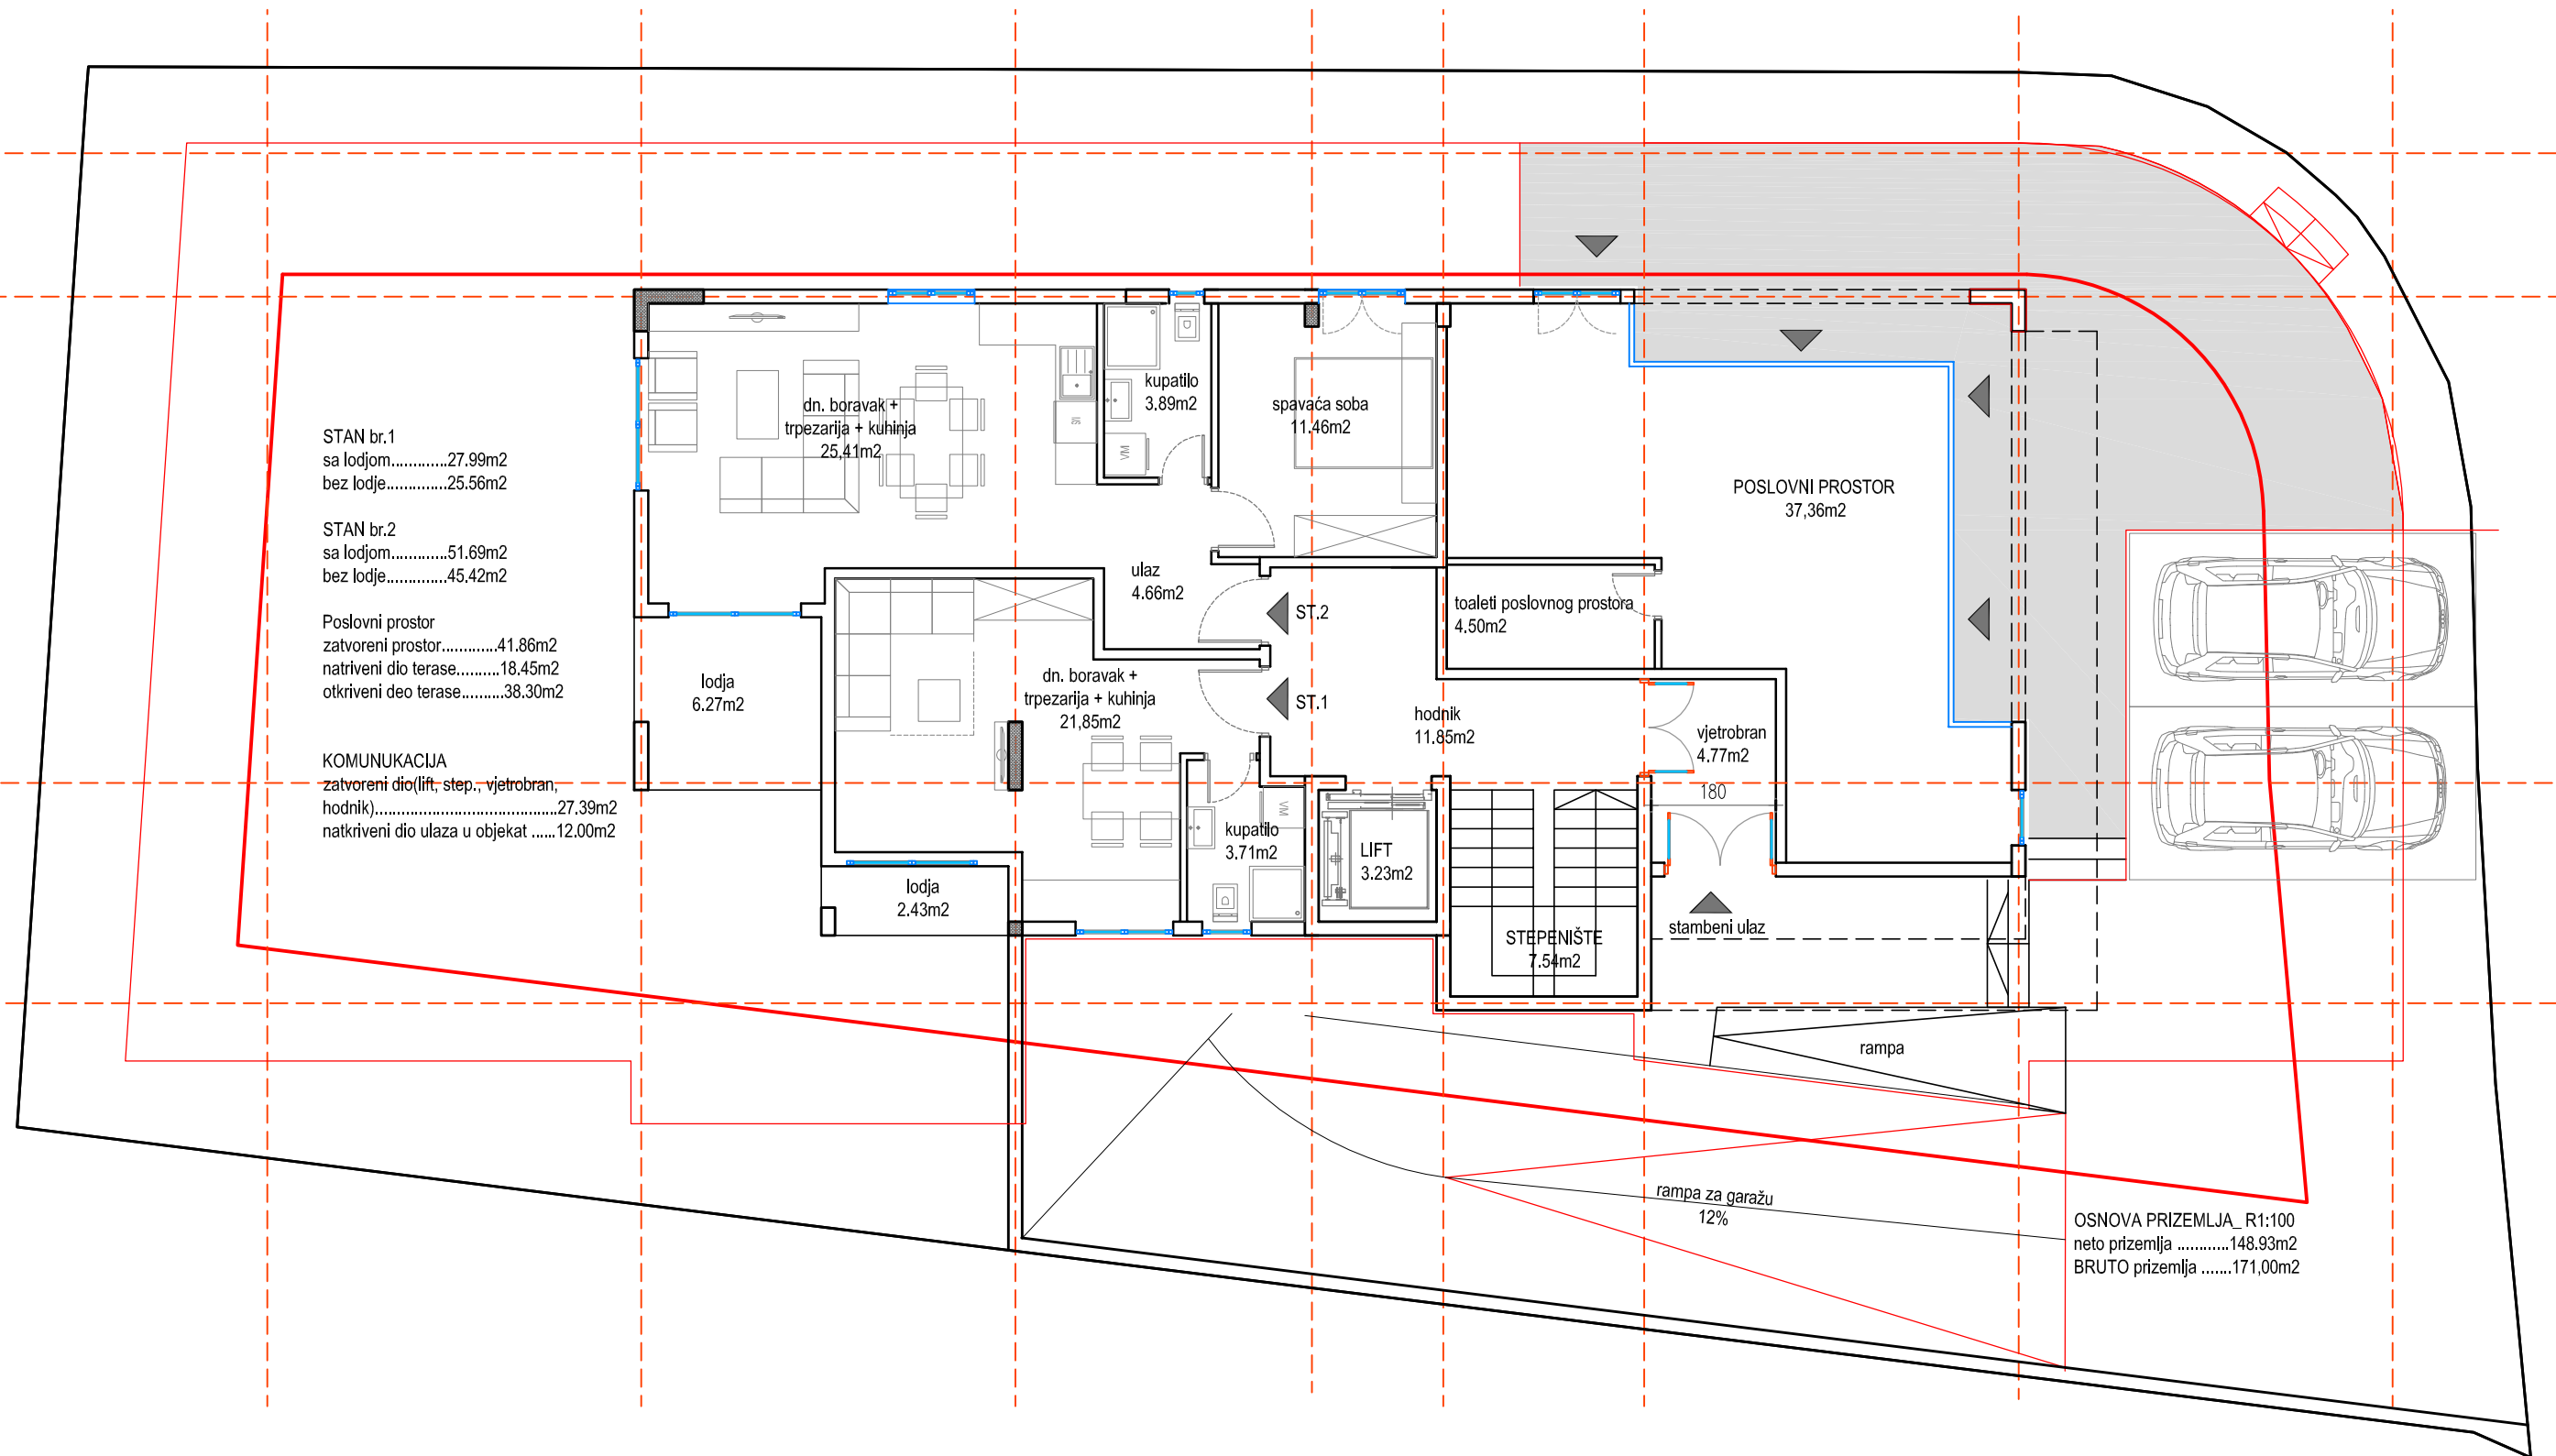 STAN br.1
sa lodjom............27.99m2
bez lodje..............25.56m2
STAN br.2
sa lodjom............51.69m2
bez lodje..............45.42m2
Poslovni prostor
zatvoreni prostor............41.86m2
natriveni dio terase.........18.45m2
otkriveni deo terase.........38.30m2
KOMUNUKACIJA
zatvoreni dio(lift, step., vjetrobran,
hodnik)........................................27.39m2
natkriveni dio ulaza u objekat ......12.00m2
dn. boravak +
trpezarija + kuhinja
25,41m2
SUS
kupatilo
3.89m2
VM
spavaća soba
11.46m2
POSLOVNI PROSTOR
37,36m2
ulaz
4.66m2
ST.2
toaleti poslovnog prostora
4.50m2
lodja
6.27m2
dn. boravak +
trpezarija + kuhinja
21,85m2
ST.1
hodnik
11.85m2
vjetrobran
4.77m2
180
VM
kupatilo
3.71m2
LIFT
3.23m2
lodja
2.43m2
STEPENIŠTE
7.54m2
stambeni ulaz
rampa
rampa za garažu
12%
OSNOVA PRIZEMLJA_ R1:100
neto prizemlja ............148.93m2
BRUTO prizemlja .......171,00m2